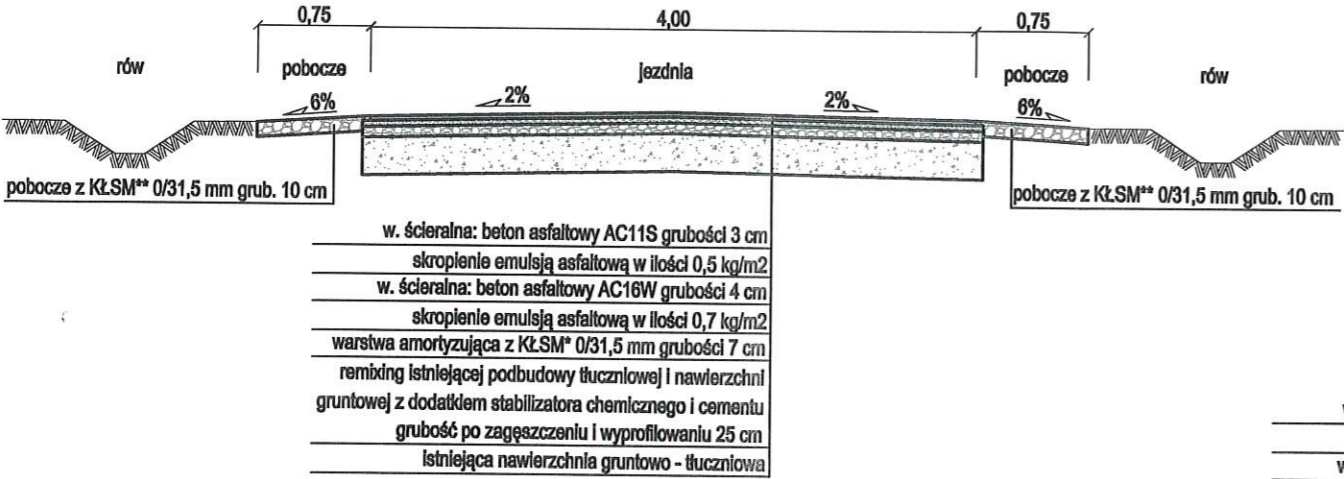 0,75 4,00 0,75
rów pobocze jezdnia pobocze rów
6% 2% 2% 6%
pobocze z KŁSM** 0/31,5 mm grub. 10 cm
pobocze z KŁSM** 0/31,5 mm grub. 10 cm
w. ścieralna: beton asfaltowy AC11S grubości 3 cm
skropienie emulsją asfaltową w ilości 0,5 kg/m2
w. ścieralna: beton asfaltowy AC16W grubości 4 cm
skropienie emulsją asfaltową w ilości 0,7 kg/m2
warstwa amortyzująca z KŁSM* 0/31,5 mm grubości 7 cm
remixing istniejącej podbudowy tłuczniowej i nawierzchni
gruntowej z dodatkiem stabilizatora chemicznego i cementu
grubość po zagęszczeniu i wyprofilowaniu 25 cm
istniejąca nawierzchnia gruntowo - tłuczniowa